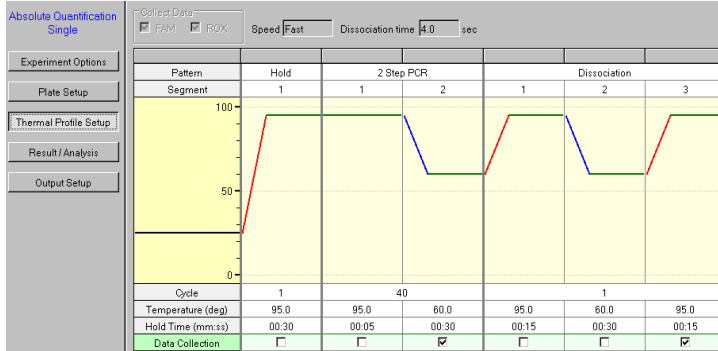 Absolute Quantification
Single
Collect Data
FAM ROX
Speed Fast Dissociation time 4.0 sec
Experiment Options
Plate Setup
Thermal Profile Setup
Result / Analysis
Output Setup
Pattern Hold 2 Step PCR Dissociation
Segment 1 1 2 1 2 3
100
50
0
Cycle 1 40 1
Temperature (deg) 95.0 95.0 60.0 95.0 60.0 95.0
Hold Time (mm:ss) 00:30 00:05 00:30 00:15 00:30 00:15
Data Collection